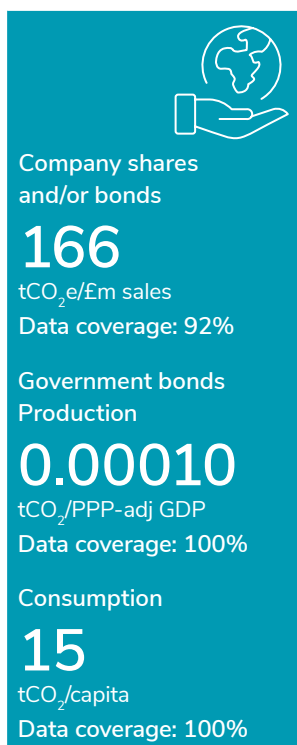 Company shares
and/or bonds
166
tCO₂e/£m sales
Data coverage: 92%
Government bonds
Production
0.00010
tCO₂/PPP-adj GDP
Data coverage: 100%
Consumption
15
tCO₂/capita
Data coverage: 100%